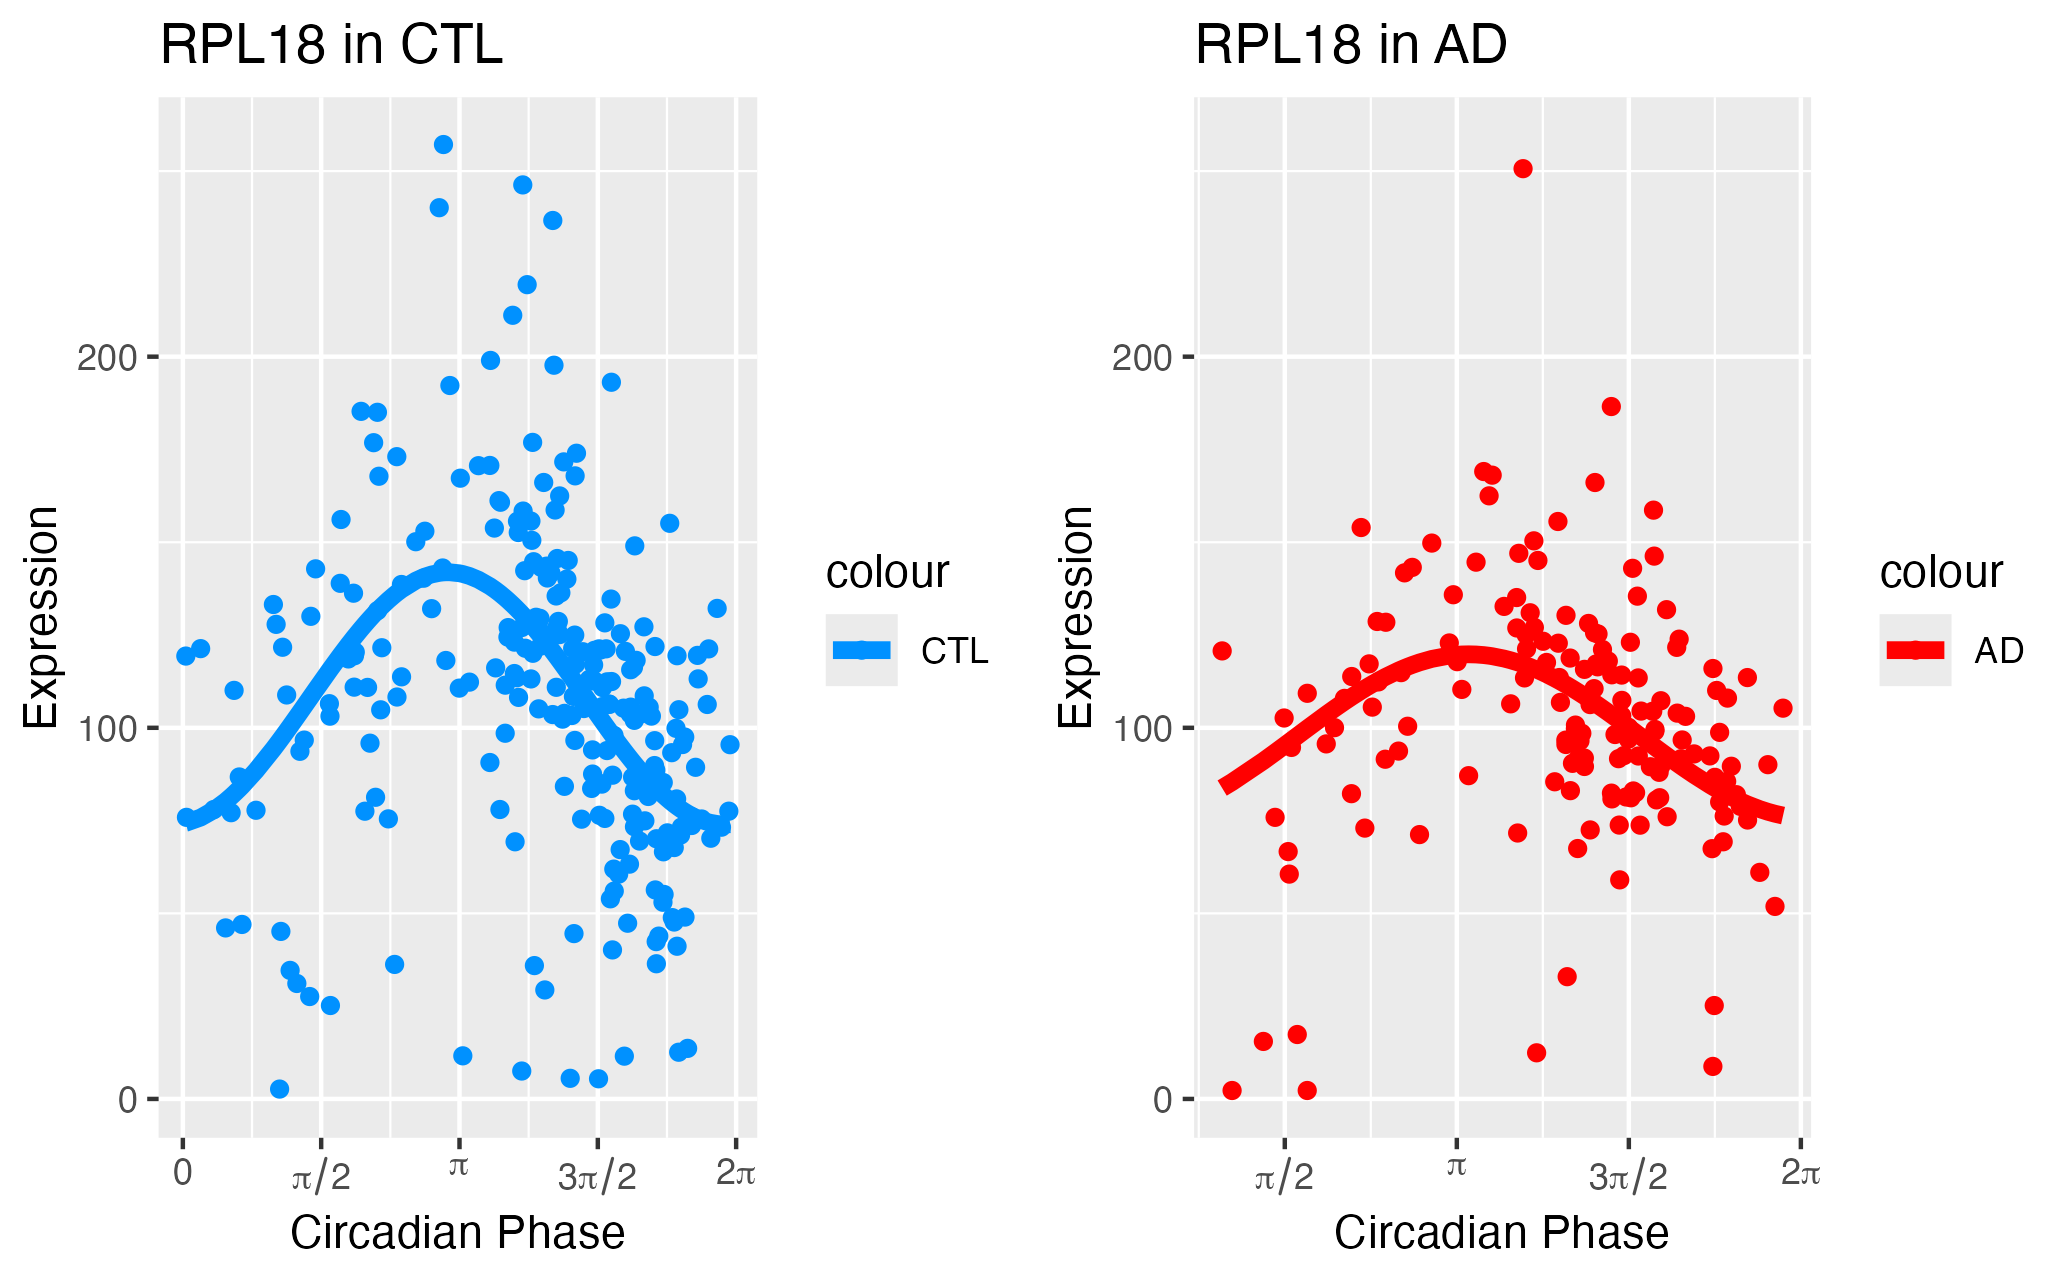 RPL18 in CTL
Expression
200
100
0
0 π/2 π 3π/2 2π
Circadian Phase
colour
CTL
RPL18 in AD
Expression
200
100
0
π/2 π 3π/2 2π
Circadian Phase
colour
AD